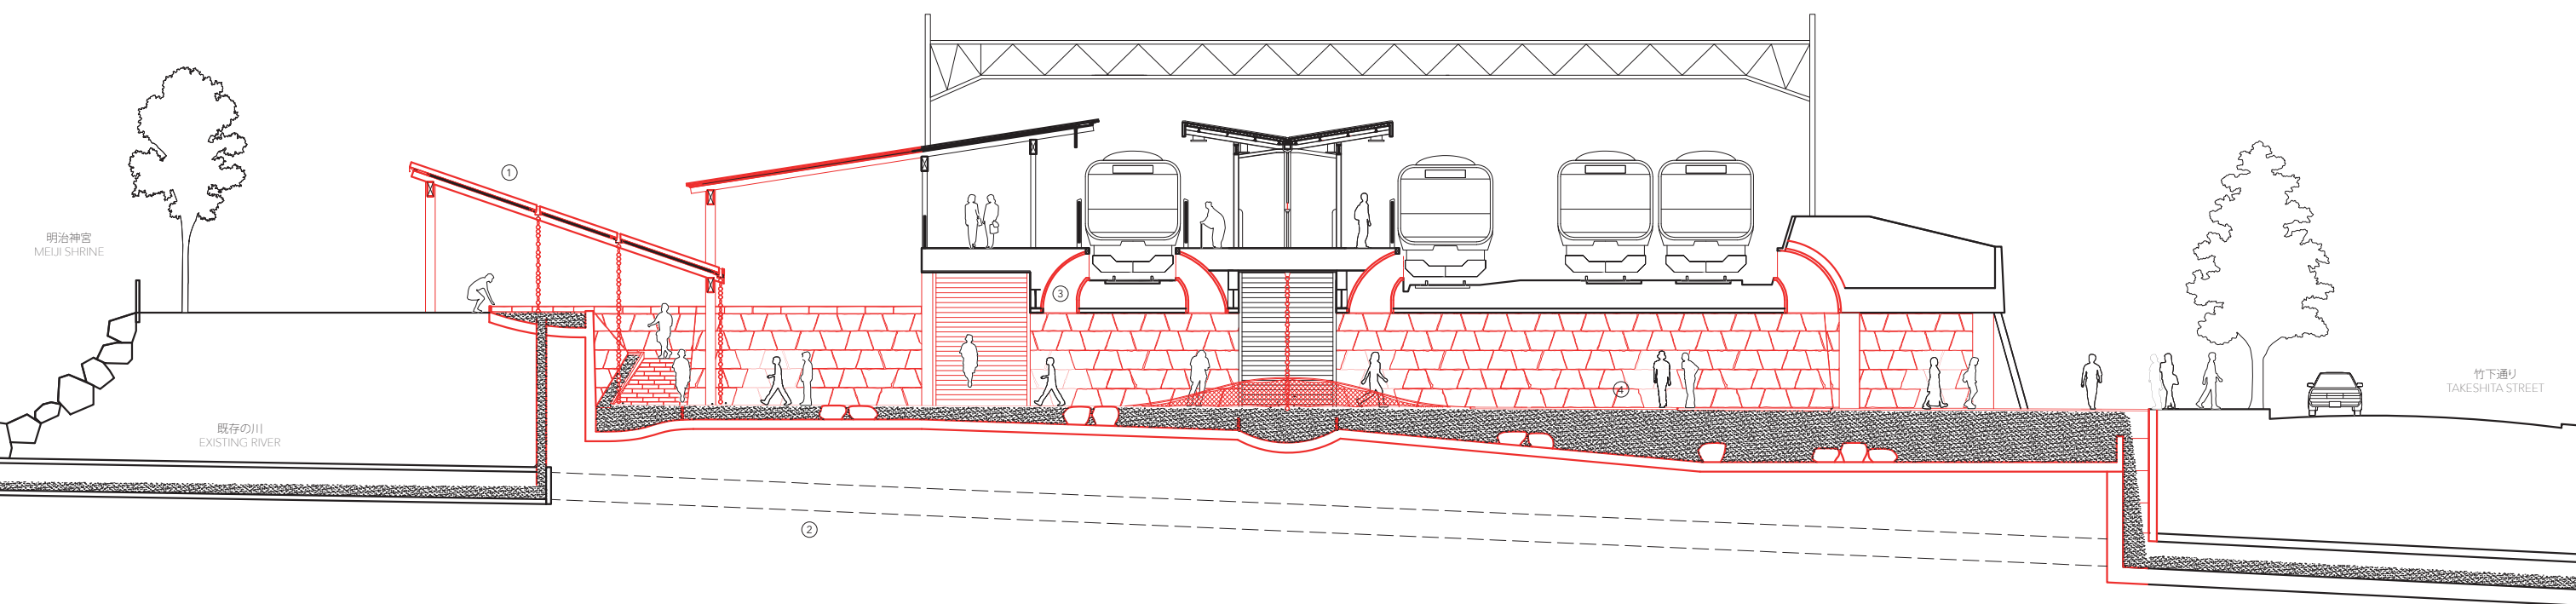 ①
明治神宮
MEIJI SHRINE
③
竹下通り
TAKESHITA STREET
④
既存の川
EXISTING RIVER
②